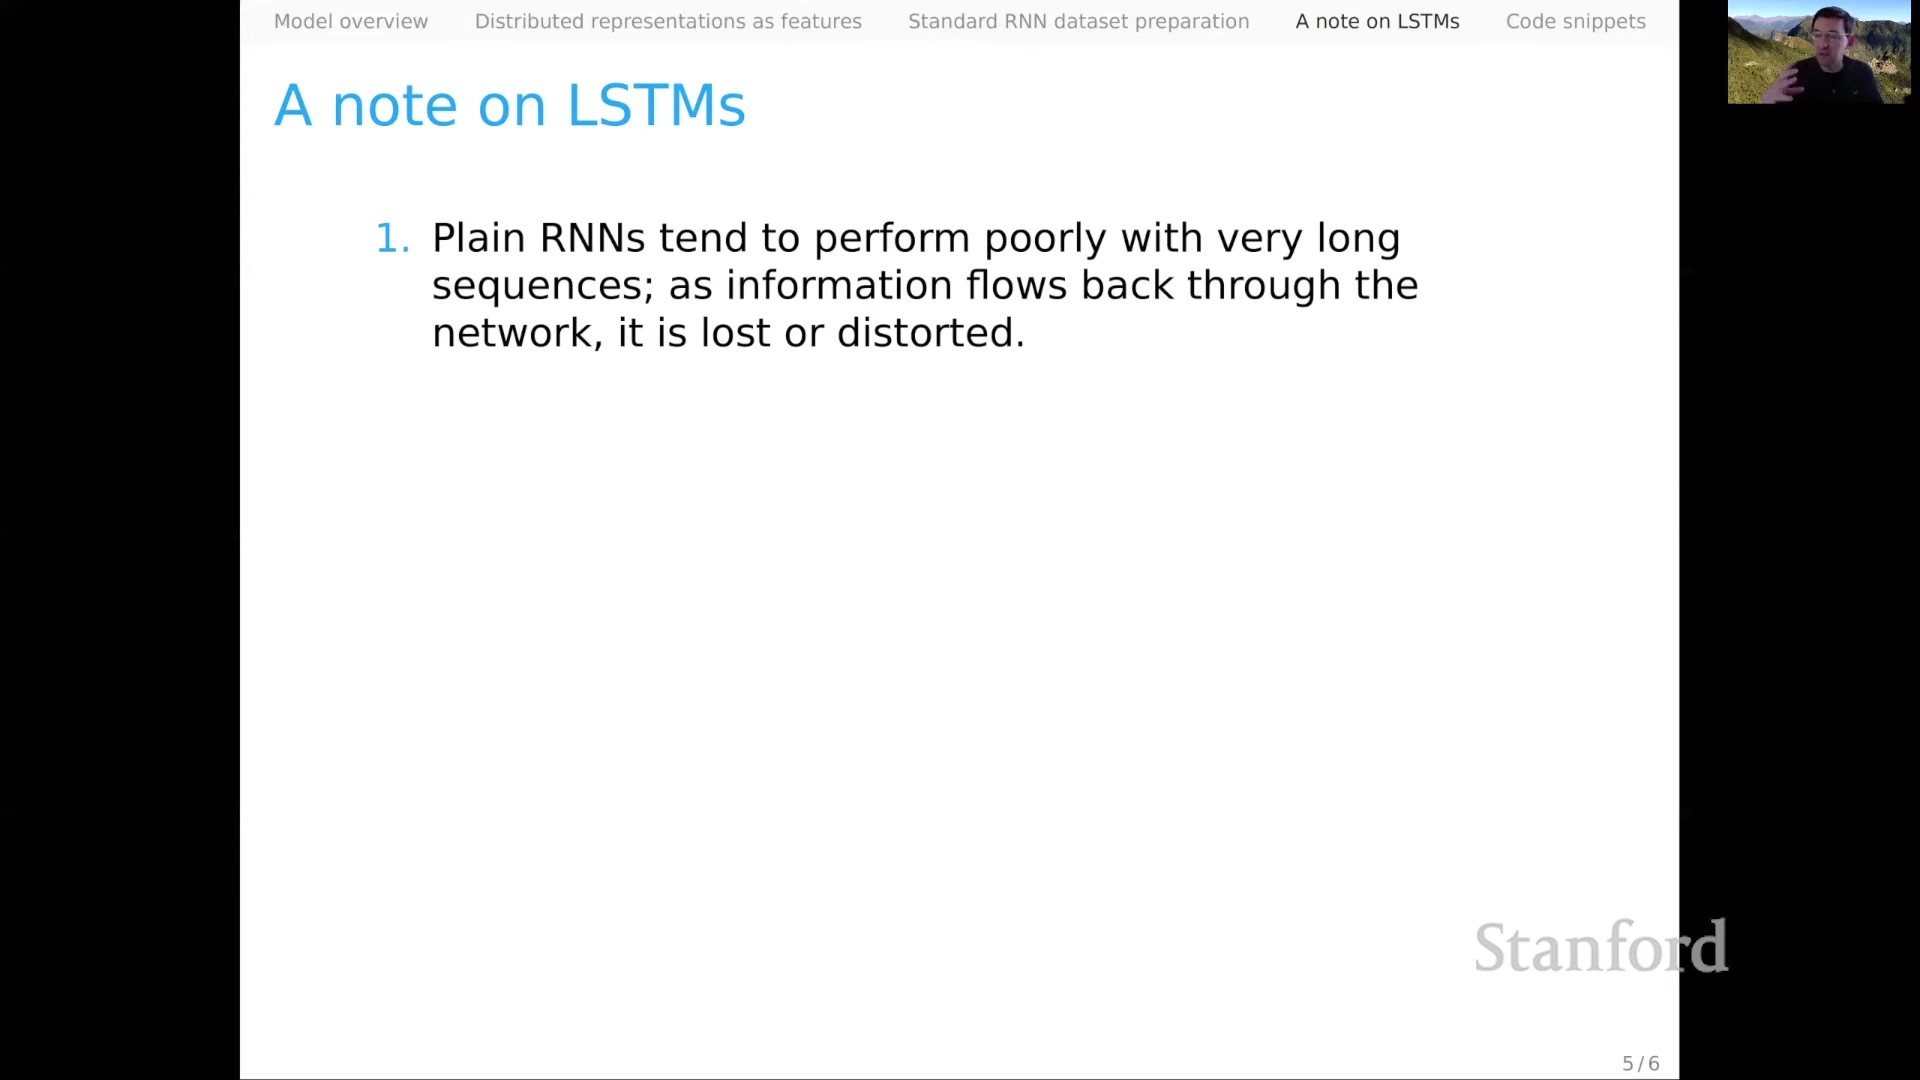 Model overview Distributed representations as features Standard RNN dataset preparation A note on LSTMs Code snippets
A note on LSTMs
1. Plain RNNs tend to perform poorly with very long
sequences; as information flows back through the
network, it is lost or distorted.
Stanford
5/6